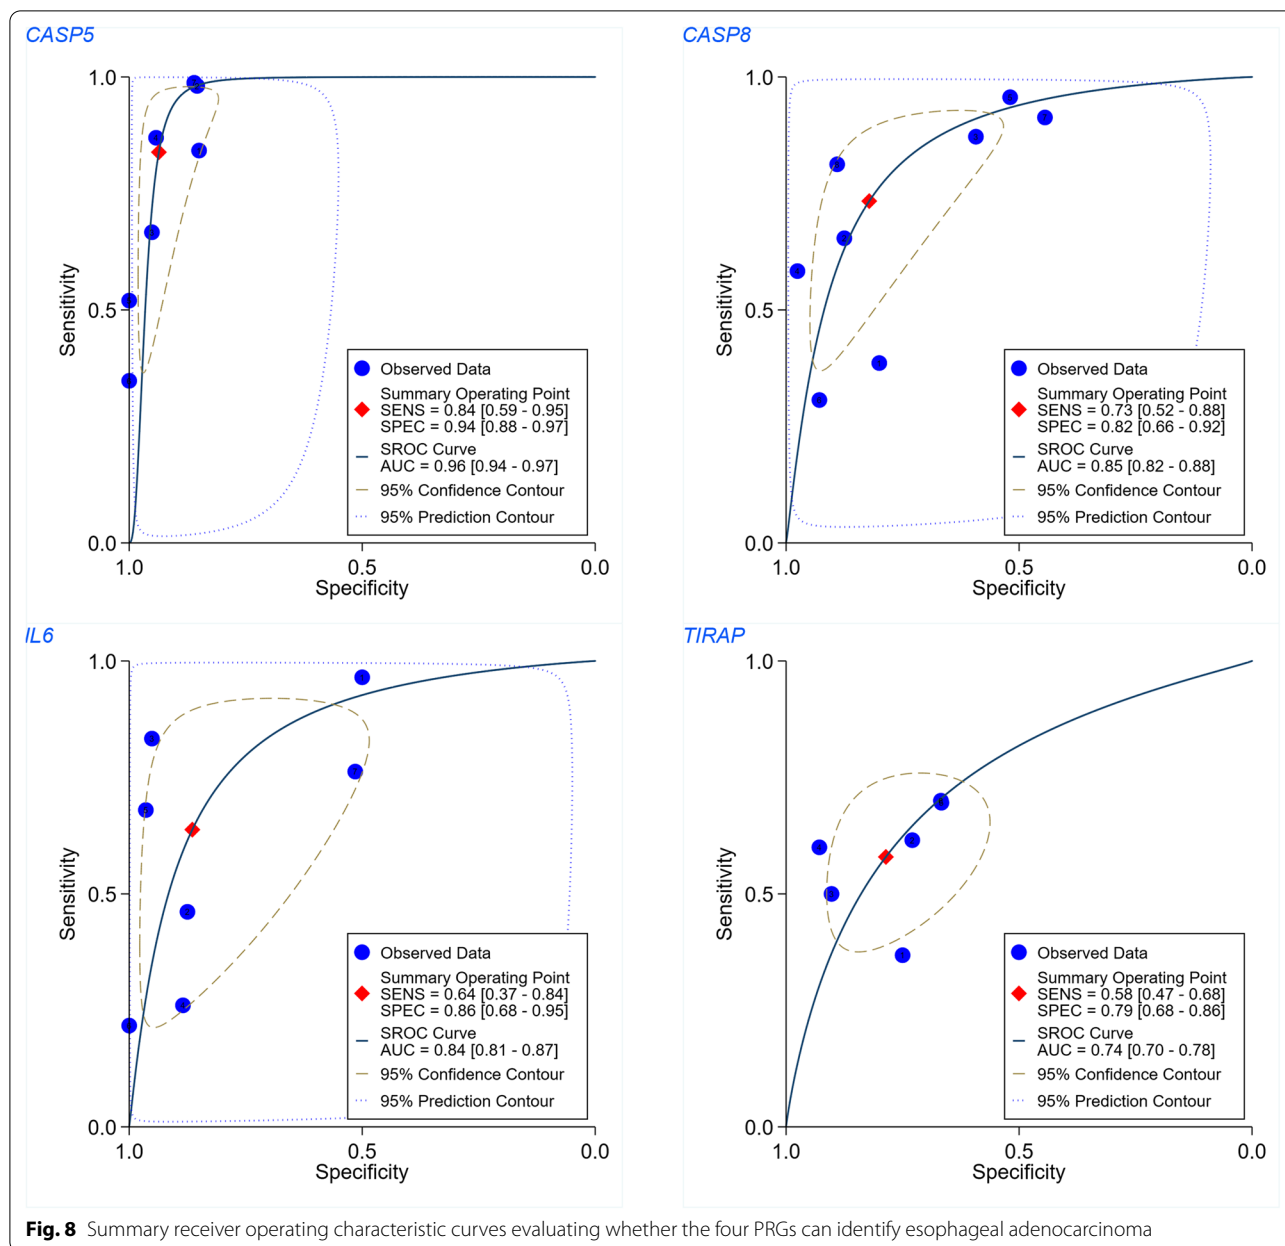 CASP5
1.0
0.5
0.0
Sensitivity
Observed Data
Summary Operating Point
SENS = 0.84 [0.59 - 0.95]
SPEC = 0.94 [0.88 - 0.97]
SROC Curve
AUC = 0.96 [0.94 - 0.97]
95% Confidence Contour
95% Prediction Contour
1.0 0.5 0.0
Specificity
CASP8
1.0
0.5
0.0
Sensitivity
Observed Data
Summary Operating Point
SENS = 0.73 [0.52 - 0.88]
SPEC = 0.82 [0.66 - 0.92]
SROC Curve
AUC = 0.85 [0.82 - 0.88]
95% Confidence Contour
95% Prediction Contour
1.0 0.5 0.0
Specificity
IL6
1.0
0.5
0.0
Sensitivity
Observed Data
Summary Operating Point
SENS = 0.64 [0.37 - 0.84]
SPEC = 0.86 [0.68 - 0.95]
SROC Curve
AUC = 0.84 [0.81 - 0.87]
95% Confidence Contour
95% Prediction Contour
1.0 0.5 0.0
Specificity
TIRAP
1.0
0.5
0.0
Sensitivity
Observed Data
Summary Operating Point
SENS = 0.58 [0.47 - 0.68]
SPEC = 0.79 [0.68 - 0.86]
SROC Curve
AUC = 0.74 [0.70 - 0.78]
95% Confidence Contour
95% Prediction Contour
1.0 0.5 0.0
Specificity
Fig. 8 Summary receiver operating characteristic curves evaluating whether the four PRGs can identify esophageal adenocarcinoma